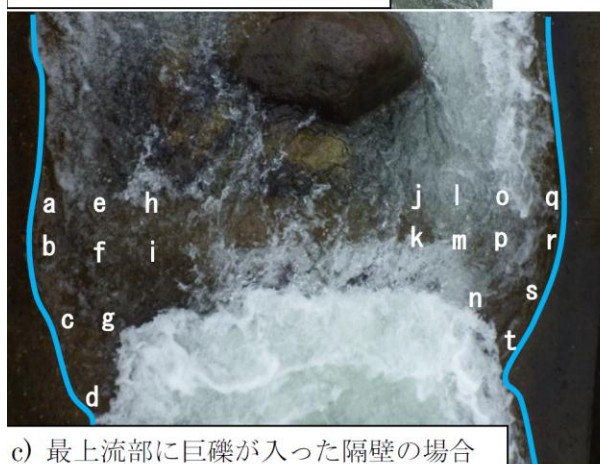 a e h j l o q
b f i k m p r
c g n s
d t
c) 最上流部に巨礫が入った隔壁の場合